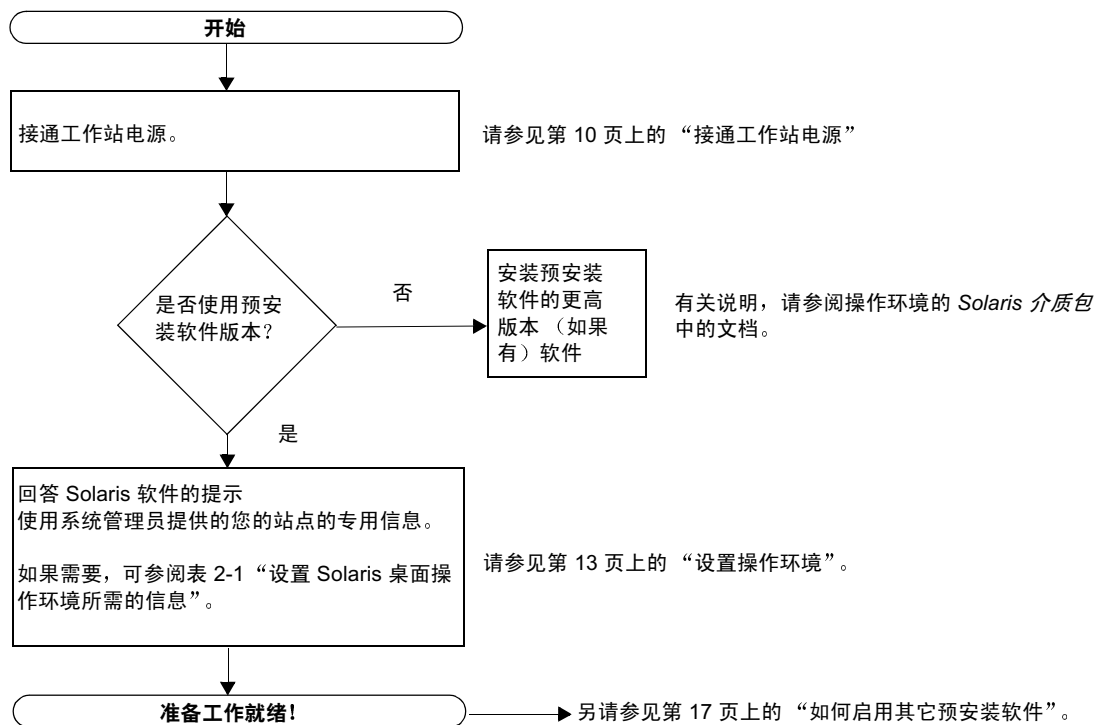 开始
接通工作站电源。
请参见第 10 页上的 “接通工作站电源”
是否使用预安
装软件版本？
否
安装预安装
软件的更高
版本 （如果
有）软件
有关说明，请参阅操作环境的 Solaris 介质包
中的文档。
是
回答 Solaris 软件的提示
使用系统管理员提供的您的站点的专用信息。
如果需要，可参阅表 2-1 “设置 Solaris 桌面操
作环境所需的信息”。
请参见第 13 页上的 “设置操作环境”。
准备工作就绪！
另请参见第 17 页上的 “如何启用其它预安装软件”。